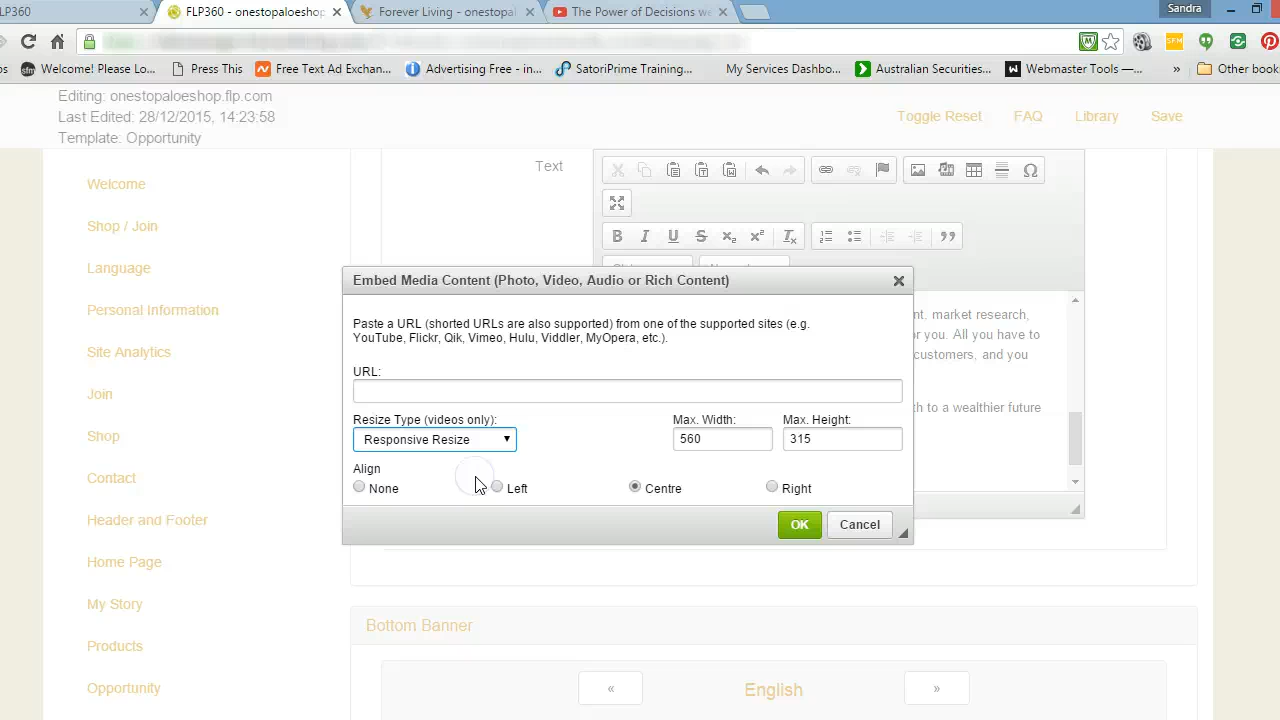 LP360
FLP360 - onestopaloeshop
Forever Living - onestopal
The Power of Decisions we
Sandra
Welcome! Please Lo...
Press This
Free Text Ad Exchan...
Advertising Free - in...
SatoriPrime Training...
My Services Dashbo...
Australian Securities...
Webmaster Tools —...
»
Other book
Editing: onestopaloeshop.flp.com
Last Edited: 28/12/2015, 14:23:58
Template: Opportunity
Toggle Reset
FAQ
Library
Save
Welcome
Shop / Join
Language
Personal Information
Site Analytics
Join
Shop
Contact
Header and Footer
Home Page
My Story
Products
Opportunity
Text
nt. market research,
or you. All you have to
customers, and you
th to a wealthier future
Embed Media Content (Photo, Video, Audio or Rich Content)
Paste a URL (shorted URLs are also supported) from one of the supported sites (e.g.
YouTube, Flickr, Qik, Vimeo, Hulu, Viddler, MyOpera, etc.).
URL:
Resize Type (videos only):
Max. Width:
Max. Height:
Responsive Resize
560
315
Align
None
Left
Centre
Right
OK
Cancel
Bottom Banner
«
English
»